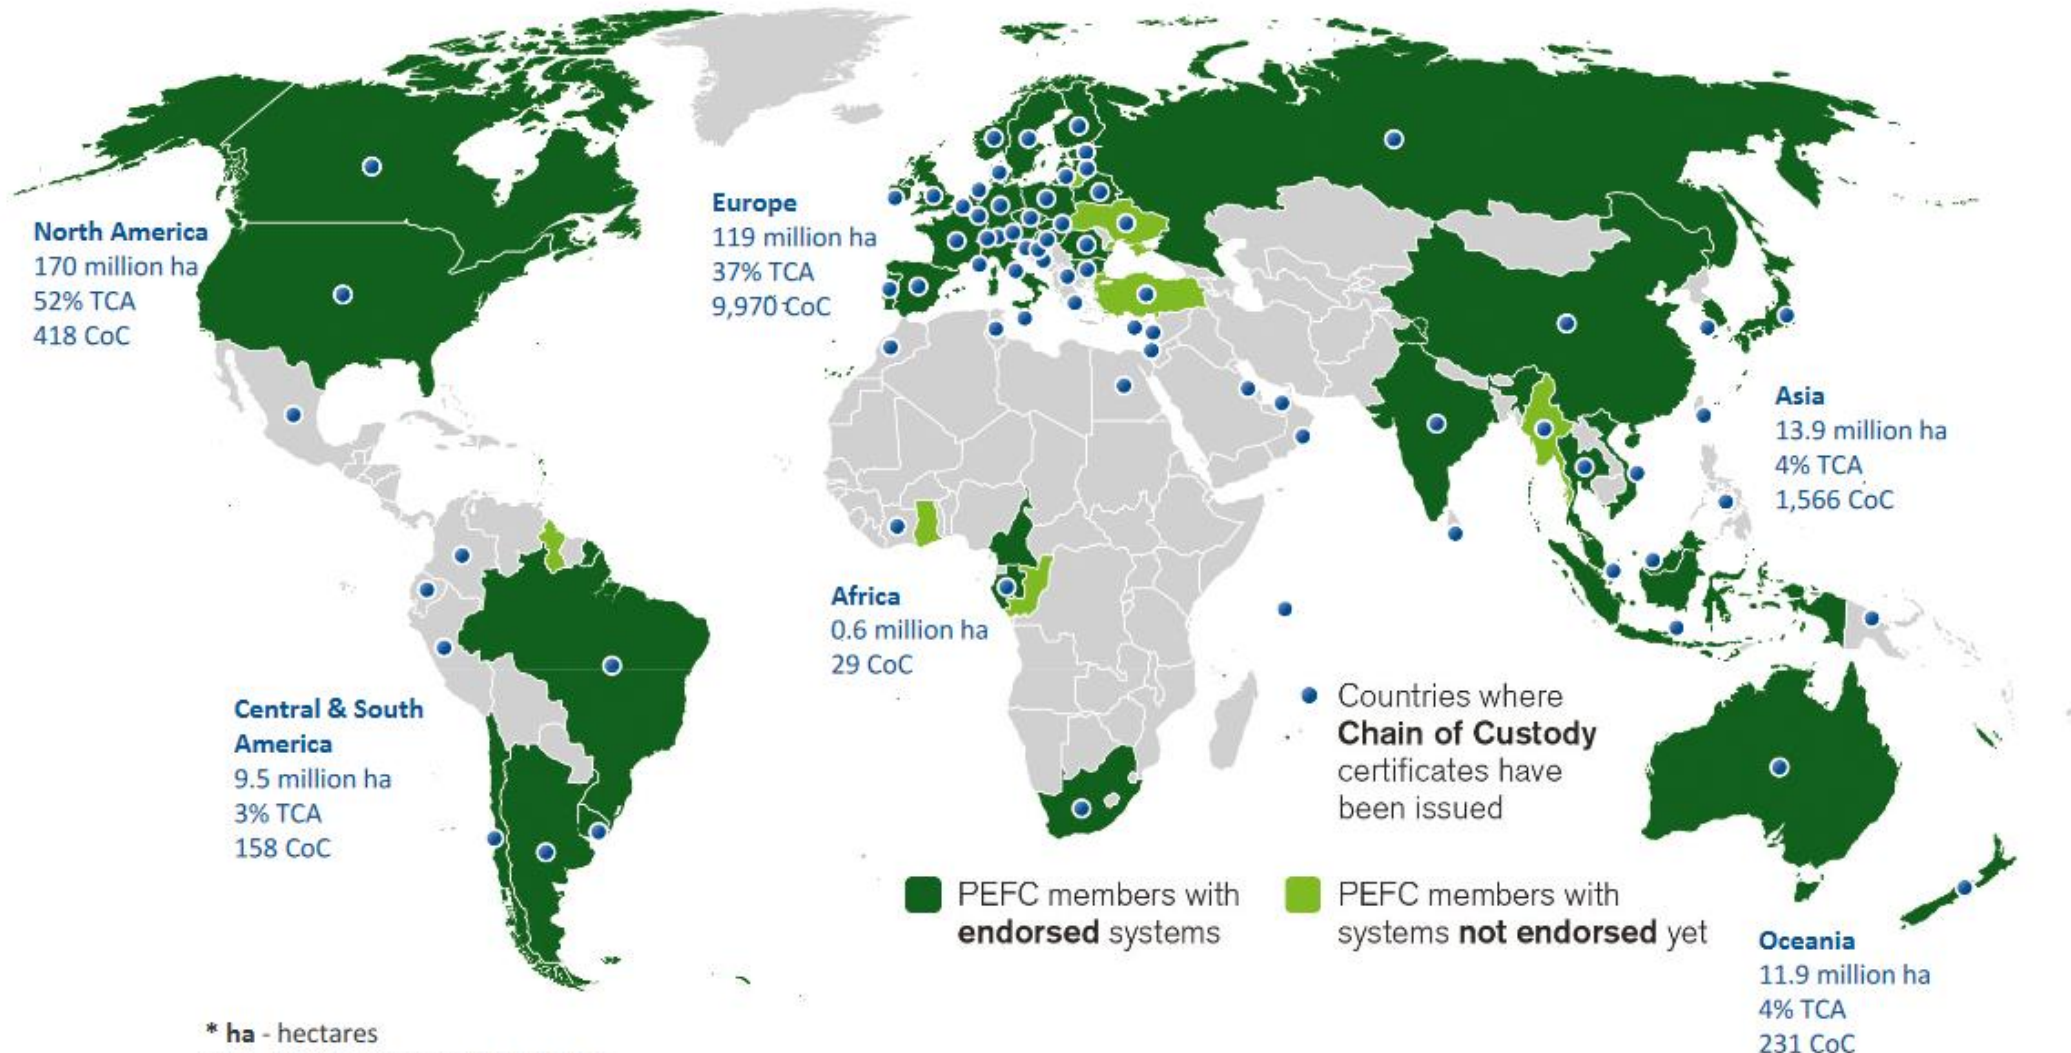 North America
170 million ha
52% TCA
418 CoC
Europe
119 million ha
37% TCA
9,970 CoC
Asia
13.9 million ha
4% TCA
1,566 CoC
Africa
0.6 million ha
29 CoC
Central & South
America
9.5 million ha
3% TCA
158 CoC
Countries where
Chain of Custody
certificates have
been issued
PEFC members with
endorsed systems
PEFC members with
systems not endorsed yet
Oceania
11.9 million ha
4% TCA
231 CoC
* ha - hectares